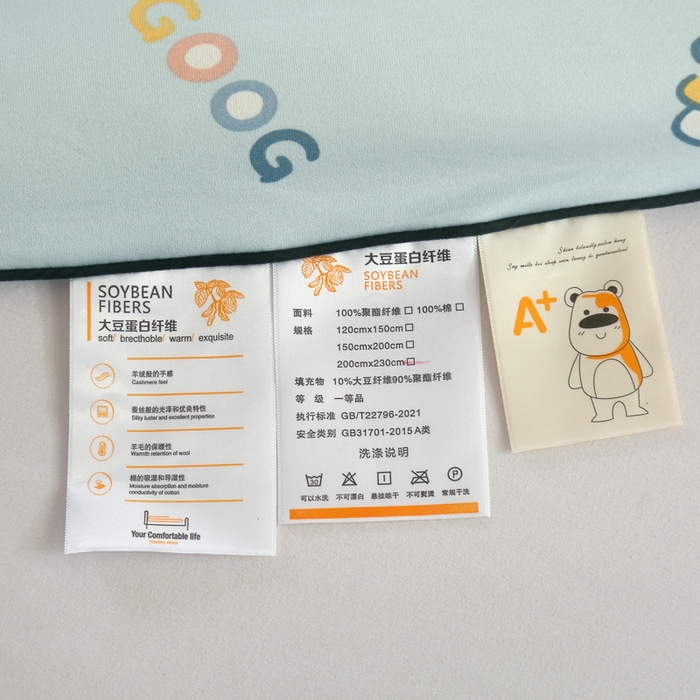 GOOG
SOYBEAN
FIBERS
大豆蛋白纤维
soft/ brecthoble/ warm/ exquisite
羊绒般的手感
Cashmere feel
蚕丝般的光泽和优良特性
Silky luster and excellent properties
羊毛的保暖性
Warmth retention of wool
棉的吸湿和导湿性
Moisture absorption and moisture
conductivity of cotton
Your Comfortable life
大豆蛋白纤维
SOYBEAN
FIBERS
面料 100%聚酯纤维□ 100%棉□
规格 120cmx150cm□
150cmx200cm□
200cmx230cm□
填充物 10%大豆纤维90%聚酯纤维
等 级 一等品
执行标准 GB/T22796-2021
安全类别 GB31701-2015 A类
洗涤说明
30 P
可以水洗 不可漂白 悬挂晾干 不可熨烫 常规干洗
A+